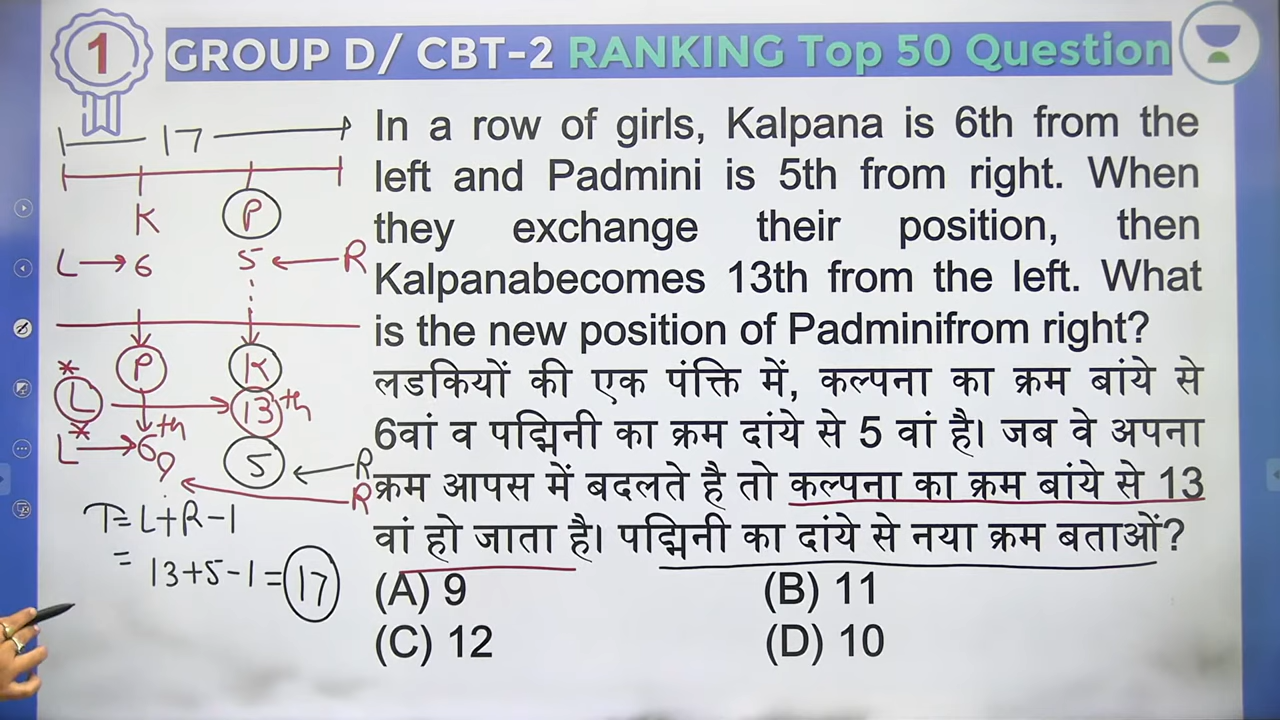 1
GROUP D/ CBT-2 RANKING Top 50 Question
17
K P
L → 6 5 ← R
P K
* L → 13th
* L → 6th 5 ← R
9 ← R
T = L + R - 1
= 13 + 5 - 1 = 17
In a row of girls, Kalpana is 6th from the
left and Padmini is 5th from right. When
they exchange their position, then
Kalpanabecomes 13th from the left. What
is the new position of Padminifrom right?
लडकियों की एक पंक्ति में, कल्पना का क्रम बांये से
6वां व पद्मिनी का क्रम दांये से 5 वां है। जब वे अपना
क्रम आपस में बदलते है तो कल्पना का क्रम बांये से 13
वां हो जाता है। पद्मिनी का दांये से नया क्रम बताओं?
(A) 9 (B) 11
(C) 12 (D) 10